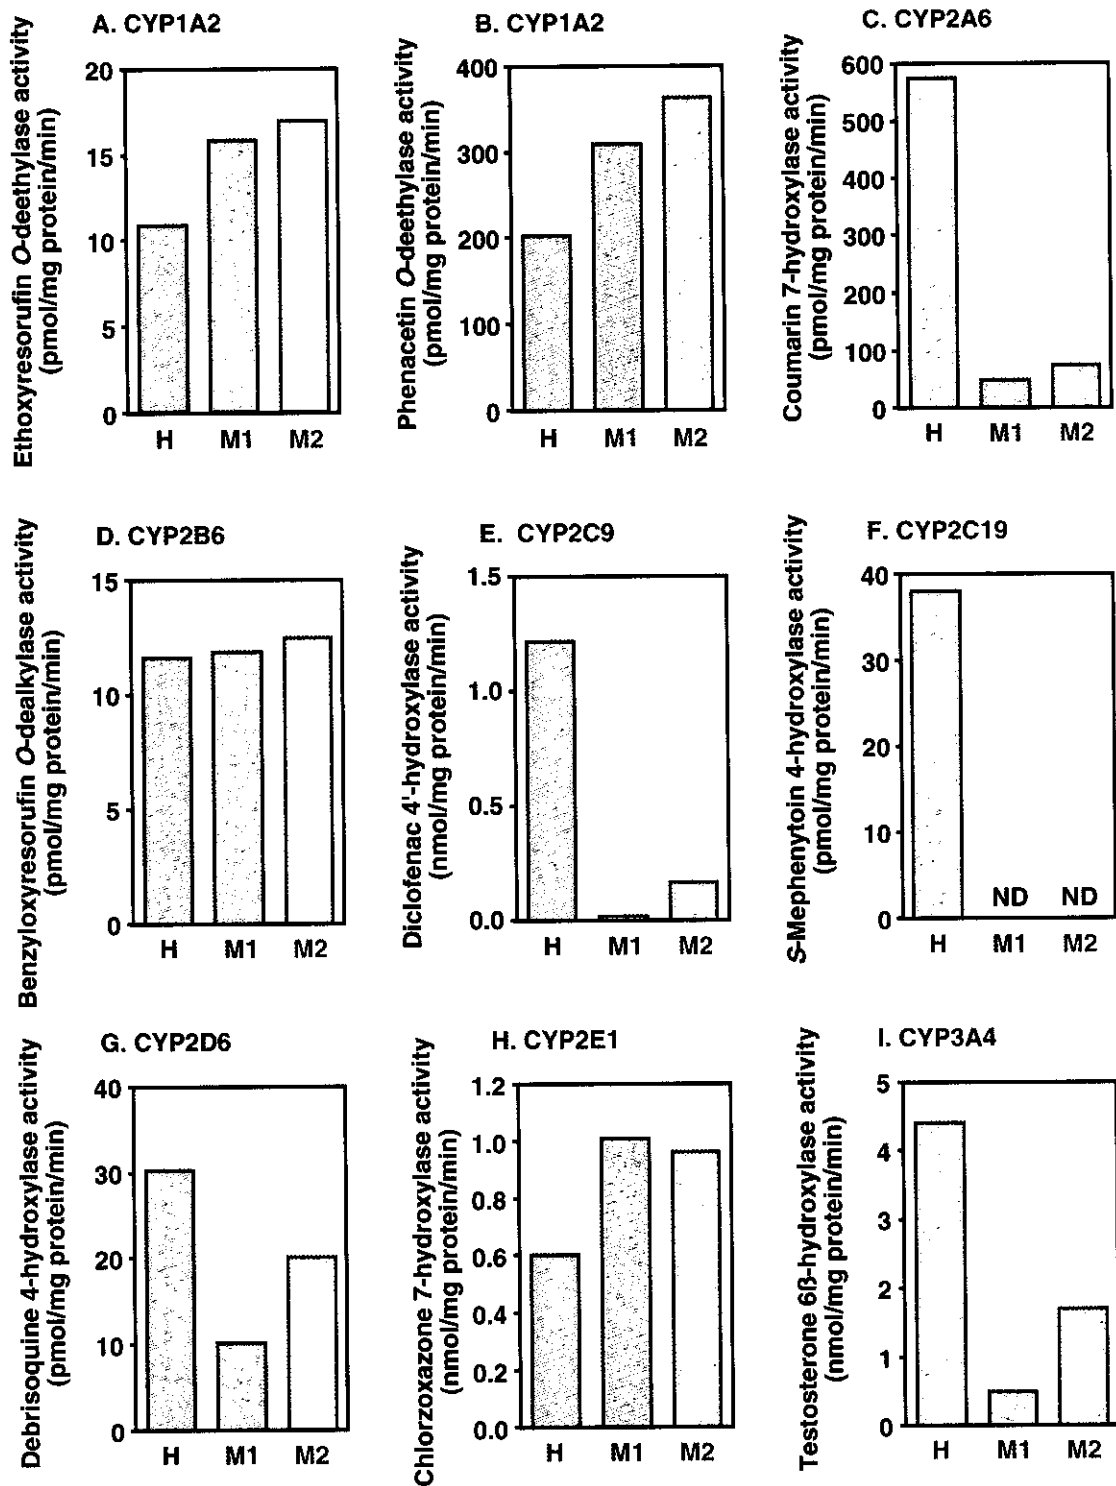 A. CYP1A2
Ethoxyresorufin O-deethylase activity
(pmol/mg protein/min)
20
15
10
5
0
H M1 M2
B. CYP1A2
Phenacetin O-deethylase activity
(pmol/mg protein/min)
400
300
200
100
0
H M1 M2
C. CYP2A6
Coumarin 7-hydroxylase activity
(pmol/mg protein/min)
600
500
400
300
200
100
0
H M1 M2
D. CYP2B6
Benzyloxyresorufin O-dealkylase activity
(pmol/mg protein/min)
15
10
5
0
H M1 M2
E. CYP2C9
Diclofenac 4'-hydroxylase activity
(nmol/mg protein/min)
1.5
1.0
0.5
0.0
H M1 M2
F. CYP2C19
S-Mephenytoin 4-hydroxylase activity
(pmol/mg protein/min)
40
30
20
10
0
ND ND
H M1 M2
G. CYP2D6
Debrisoquine 4-hydroxylase activity
(pmol/mg protein/min)
40
30
20
10
0
H M1 M2
H. CYP2E1
Chlorzoxazone 7-hydroxylase activity
(nmol/mg protein/min)
1.2
1.0
0.8
0.6
0.4
0.2
0.0
H M1 M2
I. CYP3A4
Testosterone 6ß-hydroxylase activity
(nmol/mg protein/min)
5
4
3
2
1
0
H M1 M2